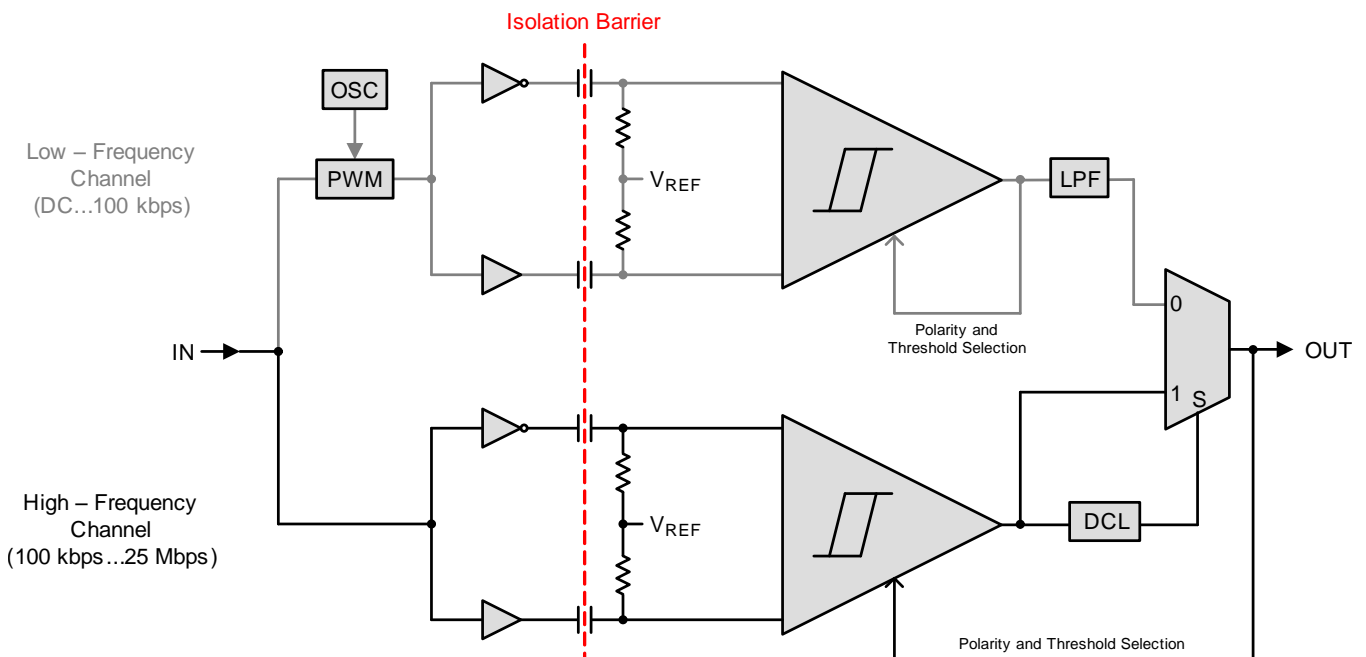 Isolation Barrier
OSC
Low – Frequency
Channel
(DC...100 kbps)
PWM
VREF
LPF
0
Polarity and
Threshold Selection
IN
OUT
1
S
High – Frequency
Channel
(100 kbps...25 Mbps)
VREF
DCL
Polarity and Threshold Selection